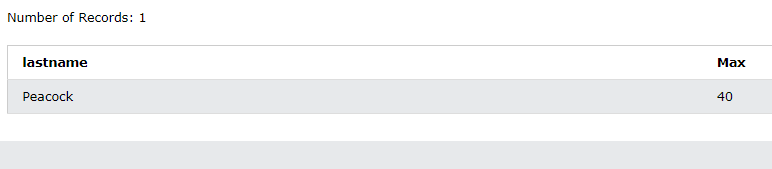 Number of Records: 1
lastname Max
Peacock 40